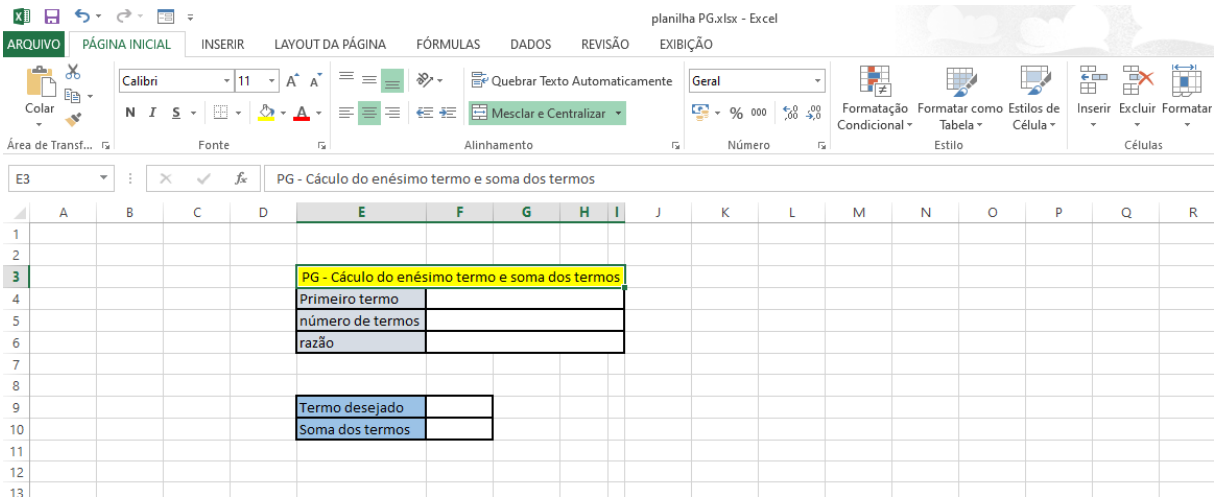 planilha PG.xlsx - Excel
ARQUIVO PÁGINA INICIAL INSERIR LAYOUT DA PÁGINA FÓRMULAS DADOS REVISÃO EXIBIÇÃO
Calibri 11 Quebrar Texto Automaticamente Geral
Colar N I S A Mesclar e Centralizar % 000 Formatação Condicional Formatar como Tabela Estilos de Célula Inserir Excluir Formatar
Área de Transf... Fonte Alinhamento Número Estilo Células
E3 fx PG - Cáculo do enésimo termo e soma dos termos
A B C D E F G H I J K L M N O P Q R
1
2
3 PG - Cáculo do enésimo termo e soma dos termos
4 Primeiro termo
5 número de termos
6 razão
7
8
9 Termo desejado
10 Soma dos termos
11
12
13